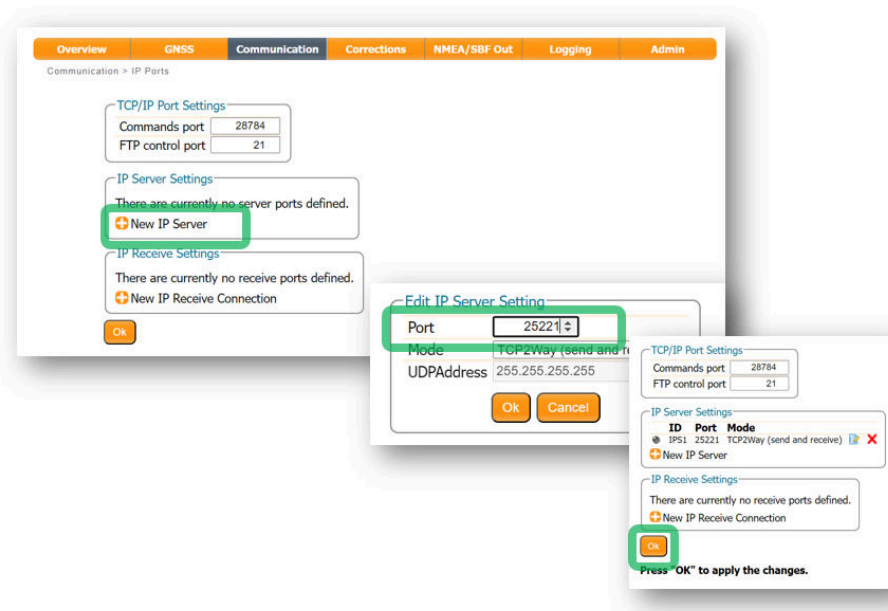 Overview GNSS Communication Corrections NMEA/SBF Out Logging Admin
Communication > IP Ports
TCP/IP Port Settings
Commands port 28784
FTP control port 21
IP Server Settings
There are currently no server ports defined.
New IP Server
IP Receive Settings
There are currently no receive ports defined.
New IP Receive Connection
Ok
Edit IP Server Setting
Port 25221
Mode TCP2Way (send and re
UDPAddress 255.255.255.255
Ok Cancel
TCP/IP Port Settings
Commands port 28784
FTP control port 21
IP Server Settings
ID Port Mode
IPS1 25221 TCP2Way (send and receive)
New IP Server
IP Receive Settings
There are currently no receive ports defined.
New IP Receive Connection
Ok
Press "OK" to apply the changes.